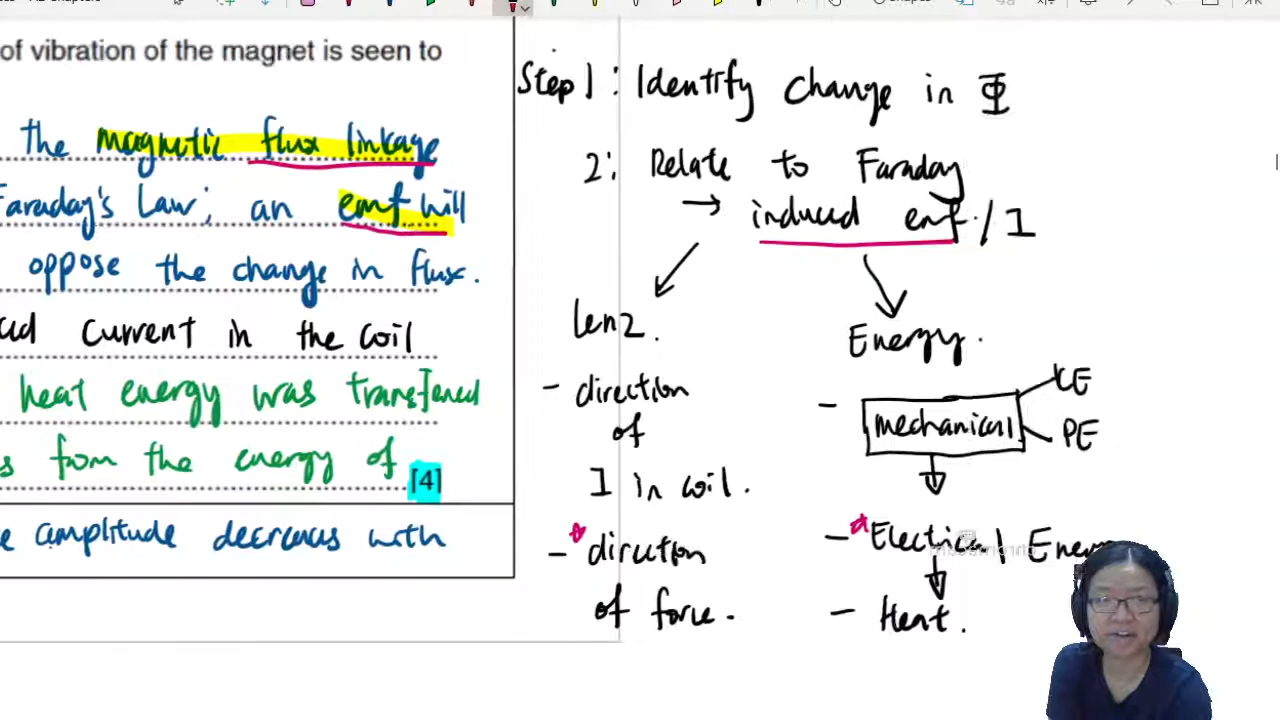 of vibration of the magnet is seen to
the magnetic flux linkage
Faraday's Law, an emf will
oppose the change in flux.
current in the coil
heat energy was transferred
from the energy of
[4]
amplitude decreases with
Step 1: Identify change in Φ
2: Relate to Faraday
→ induced emf / I
Lenz.
- direction
of
I in coil.
- direction
of force.
Energy.
- mechanical
KE
PE
- Electrical Energy
- Heat.